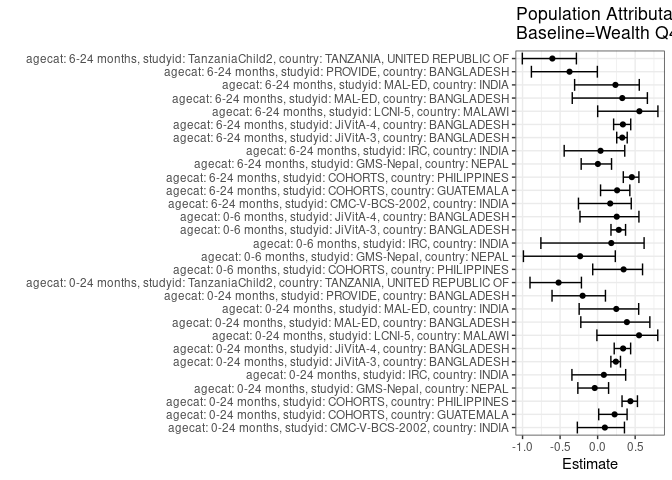 Population Attributa
Baseline=Wealth Q4
agecat: 6-24 months, studyid: TanzaniaChild2, country: TANZANIA, UNITED REPUBLIC OF
agecat: 6-24 months, studyid: PROVIDE, country: BANGLADESH
agecat: 6-24 months, studyid: MAL-ED, country: INDIA
agecat: 6-24 months, studyid: MAL-ED, country: BANGLADESH
agecat: 6-24 months, studyid: LCNI-5, country: MALAWI
agecat: 6-24 months, studyid: JiVitA-4, country: BANGLADESH
agecat: 6-24 months, studyid: JiVitA-3, country: BANGLADESH
agecat: 6-24 months, studyid: IRC, country: INDIA
agecat: 6-24 months, studyid: GMS-Nepal, country: NEPAL
agecat: 6-24 months, studyid: COHORTS, country: PHILIPPINES
agecat: 6-24 months, studyid: COHORTS, country: GUATEMALA
agecat: 6-24 months, studyid: CMC-V-BCS-2002, country: INDIA
agecat: 0-6 months, studyid: JiVitA-4, country: BANGLADESH
agecat: 0-6 months, studyid: JiVitA-3, country: BANGLADESH
agecat: 0-6 months, studyid: IRC, country: INDIA
agecat: 0-6 months, studyid: GMS-Nepal, country: NEPAL
agecat: 0-6 months, studyid: COHORTS, country: PHILIPPINES
agecat: 0-24 months, studyid: TanzaniaChild2, country: TANZANIA, UNITED REPUBLIC OF
agecat: 0-24 months, studyid: PROVIDE, country: BANGLADESH
agecat: 0-24 months, studyid: MAL-ED, country: INDIA
agecat: 0-24 months, studyid: MAL-ED, country: BANGLADESH
agecat: 0-24 months, studyid: LCNI-5, country: MALAWI
agecat: 0-24 months, studyid: JiVitA-4, country: BANGLADESH
agecat: 0-24 months, studyid: JiVitA-3, country: BANGLADESH
agecat: 0-24 months, studyid: IRC, country: INDIA
agecat: 0-24 months, studyid: GMS-Nepal, country: NEPAL
agecat: 0-24 months, studyid: COHORTS, country: PHILIPPINES
agecat: 0-24 months, studyid: COHORTS, country: GUATEMALA
agecat: 0-24 months, studyid: CMC-V-BCS-2002, country: INDIA
-1.0 -0.5 0.0 0.5
Estimate